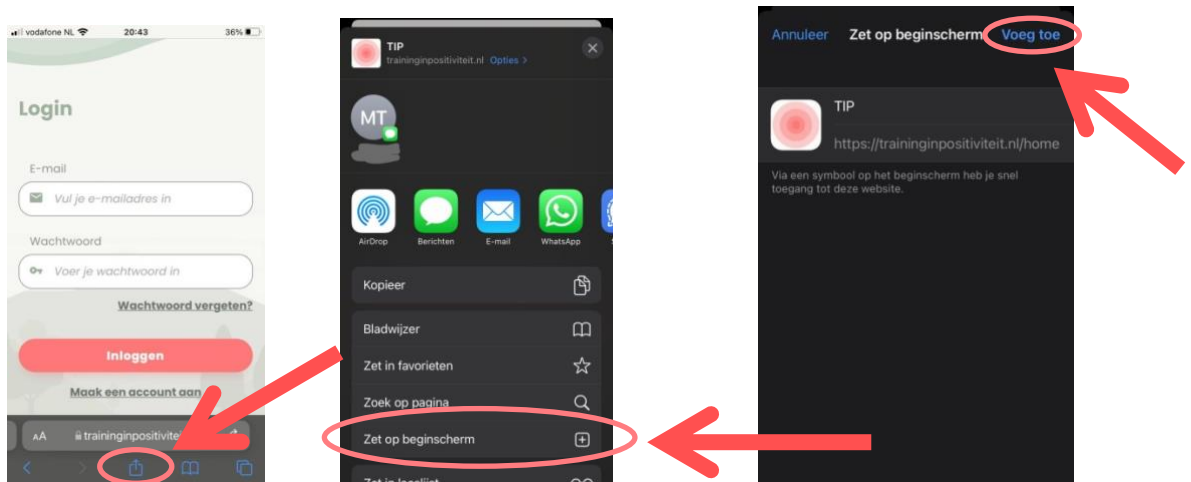 vodafone NL 20:43 36%
Login
E-mail
Vul je e-mailadres in
Wachtwoord
Voer je wachtwoord in
Wachtwoord vergeten?
Inloggen
Maak een account aan
AA
TIP
traininginpositiviteit.nl Opties >
MT
AirDrop Berichten E-mail WhatsApp
Kopieer
Bladwijzer
Zet in favorieten
Zoek op pagina
Zet op beginscherm
Annuleer Zet op beginscherm Voeg toe
TIP
https://traininginpositiviteit.nl/home
Via een symbool op het beginscherm heb je snel
toegang tot deze website.